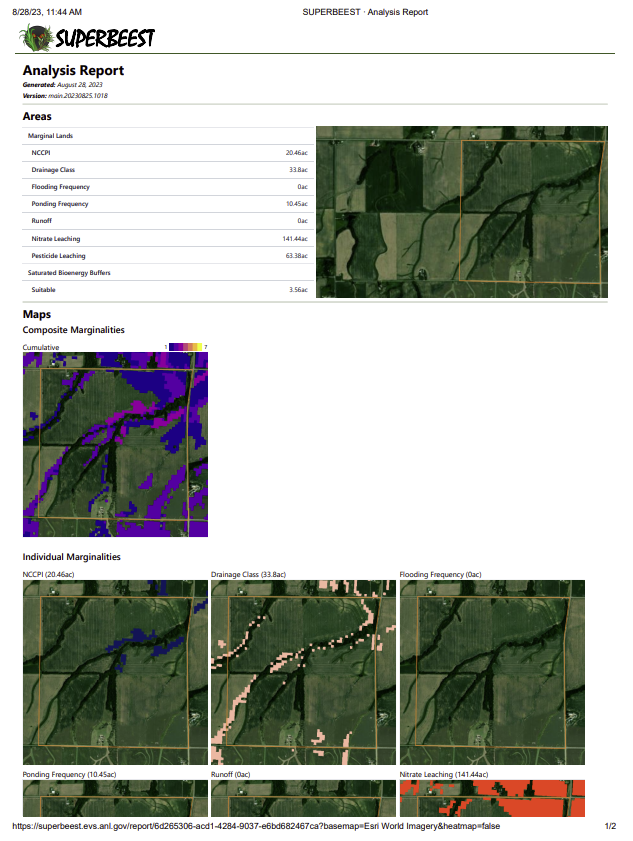 8/28/23, 11:44 AM SUPERBEEST · Analysis Report
SUPERBEEST
Analysis Report
Generated: August 28, 2023
Version: main.20230825.1018
Areas
Marginal Lands
NCCPI 20.46ac
Drainage Class 33.8ac
Flooding Frequency 0ac
Ponding Frequency 10.45ac
Runoff 0ac
Nitrate Leaching 141.44ac
Pesticide Leaching 63.38ac
Saturated Bioenergy Buffers
Suitable 3.56ac
Maps
Composite Marginalities
Cumulative 1 7
Individual Marginalities
NCCPI (20.46ac) Drainage Class (33.8ac) Flooding Frequency (0ac)
Ponding Frequency (10.45ac) Runoff (0ac) Nitrate Leaching (141.44ac)
https://superbeest.evs.anl.gov/report/6d265306-acd1-4284-9037-e6bd682467ca?basemap=Esri World Imagery&heatmap=false 1/2